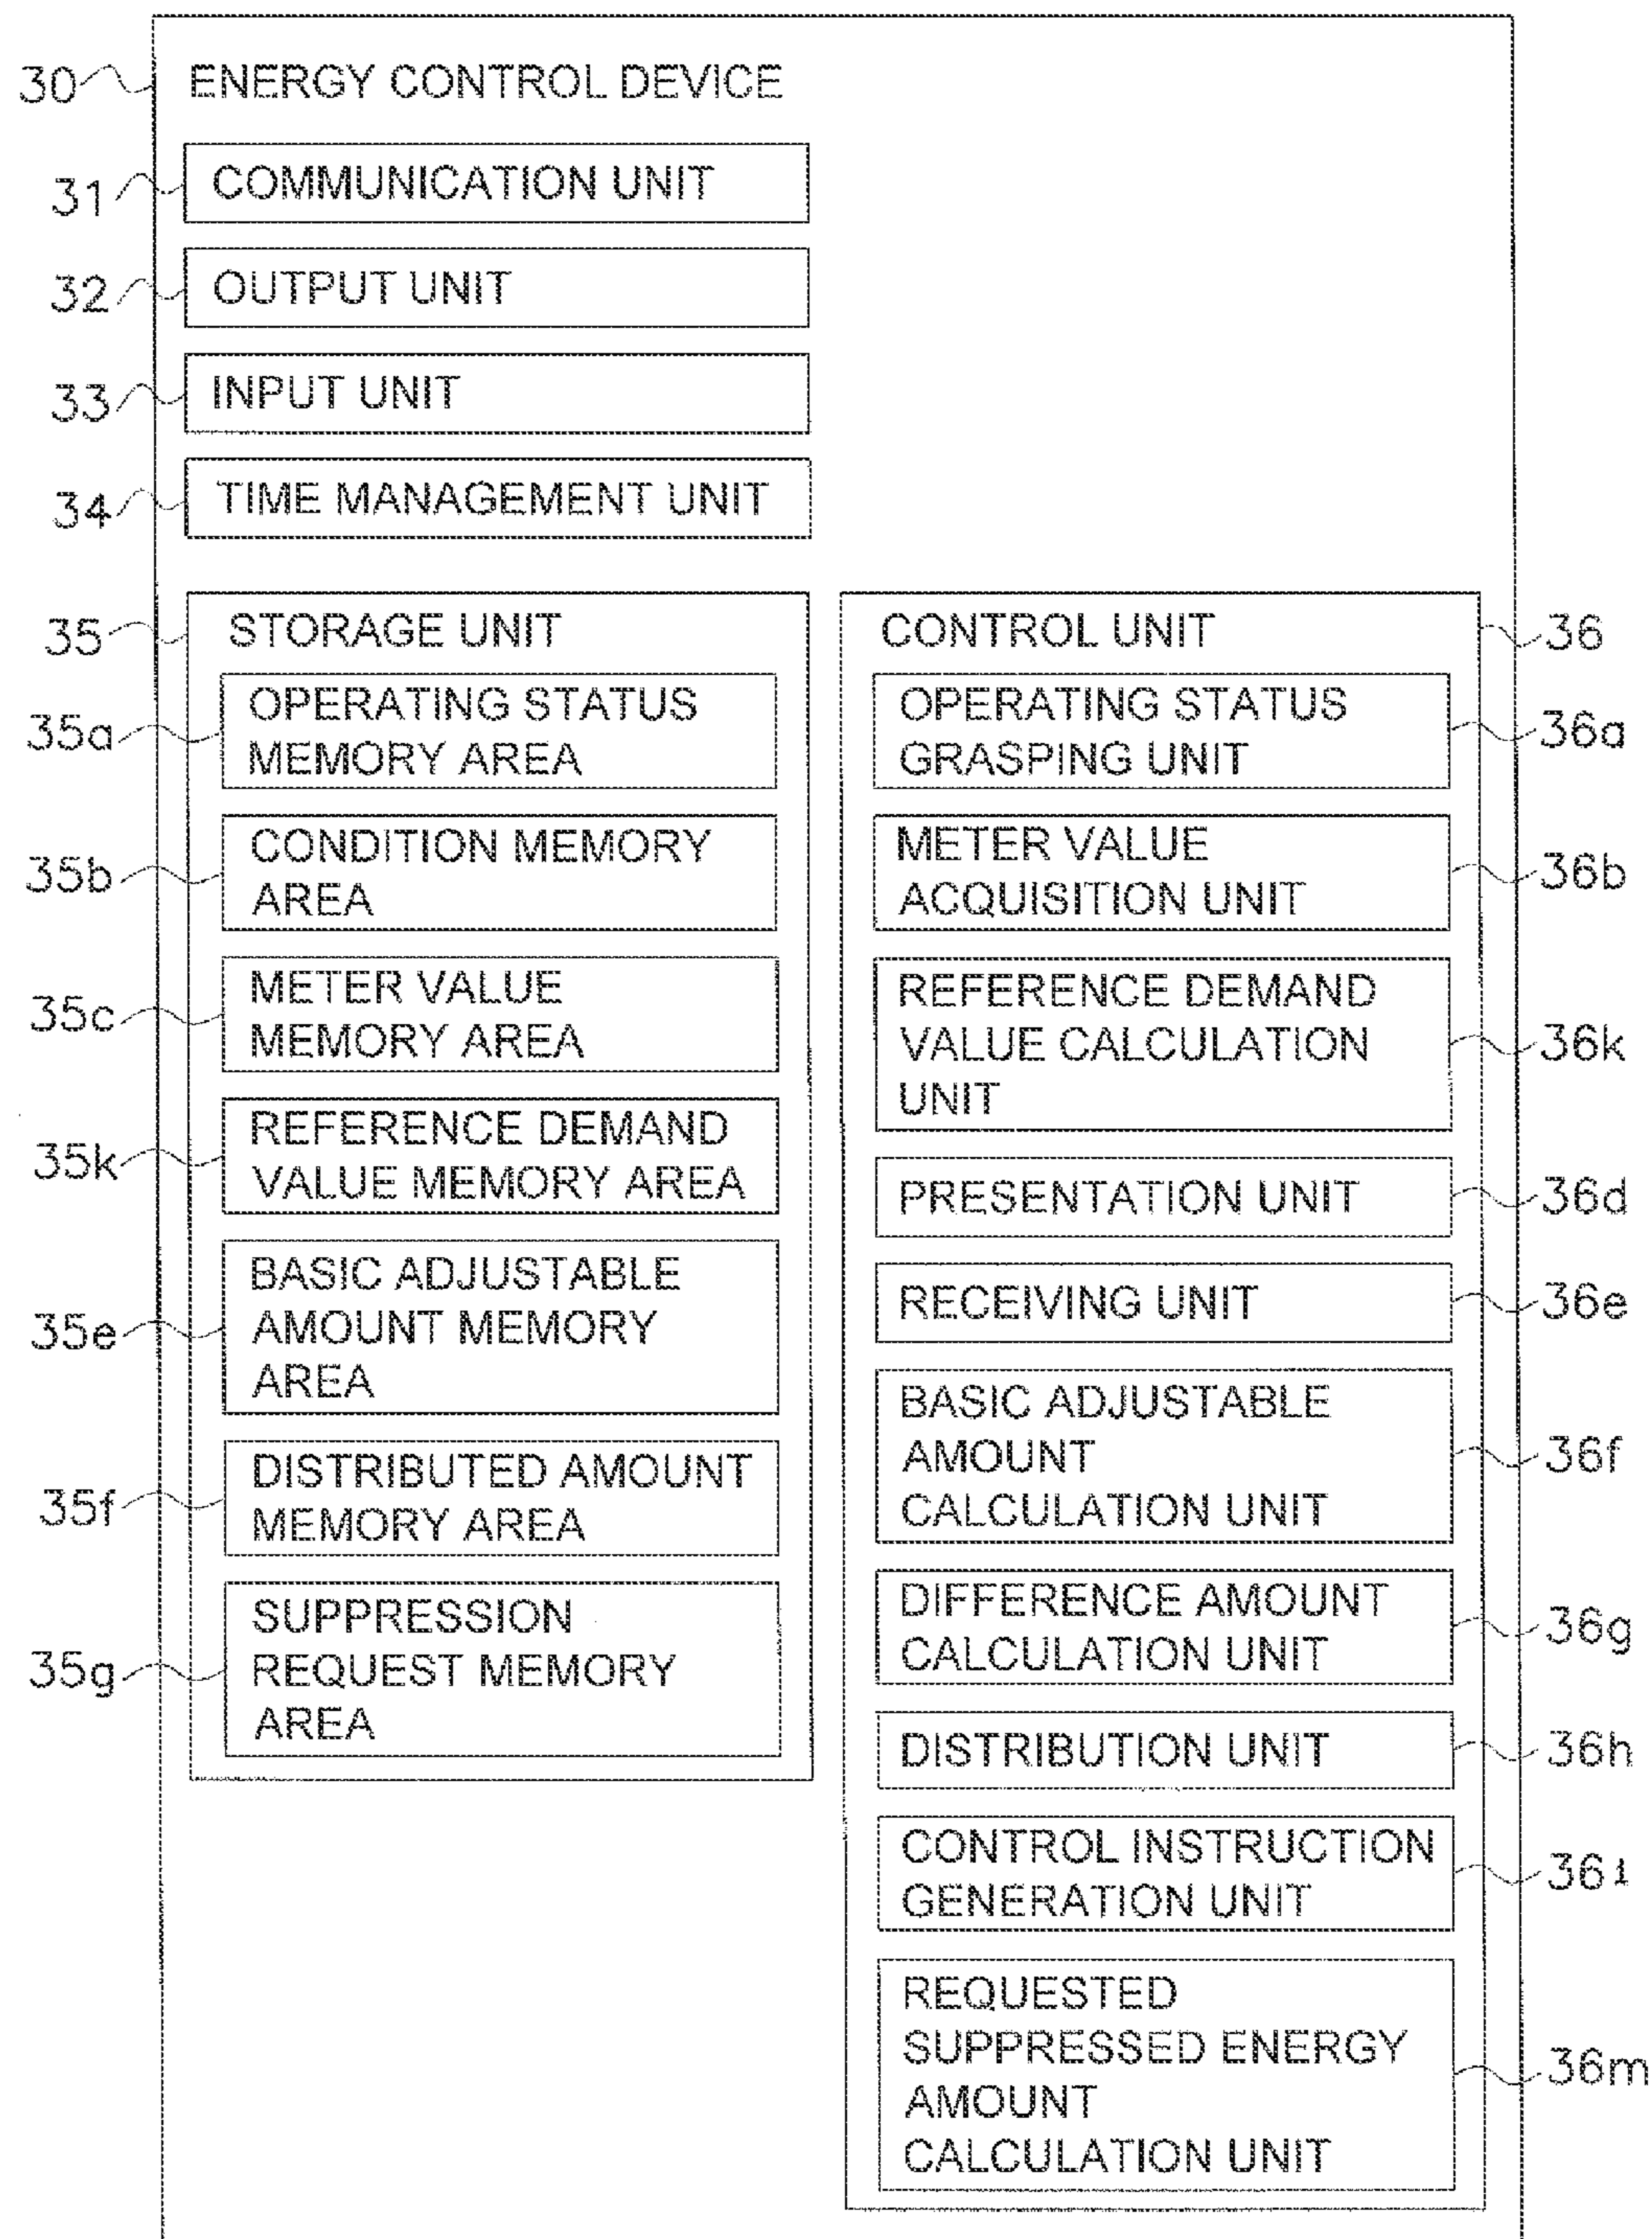 30 ENERGY CONTROL DEVICE
31 COMMUNICATION UNIT
32 OUTPUT UNIT
33 INPUT UNIT
34 TIME MANAGEMENT UNIT
35 STORAGE UNIT
35a OPERATING STATUS
MEMORY AREA
35b CONDITION MEMORY
AREA
35c METER VALUE
MEMORY AREA
35k REFERENCE DEMAND
VALUE MEMORY AREA
35e BASIC ADJUSTABLE
AMOUNT MEMORY
AREA
35f DISTRIBUTED AMOUNT
MEMORY AREA
35g SUPPRESSION
REQUEST MEMORY
AREA
CONTROL UNIT 36
OPERATING STATUS
GRASPING UNIT 36a
METER VALUE
ACQUISITION UNIT 36b
REFERENCE DEMAND
VALUE CALCULATION 36k
UNIT
PRESENTATION UNIT 36d
RECEIVING UNIT 36e
BASIC ADJUSTABLE
AMOUNT 36f
CALCULATION UNIT
DIFFERENCE AMOUNT
CALCULATION UNIT 36g
DISTRIBUTION UNIT 36h
CONTROL INSTRUCTION
GENERATION UNIT 36i
REQUESTED
SUPPRESSED ENERGY 36m
AMOUNT
CALCULATION UNIT